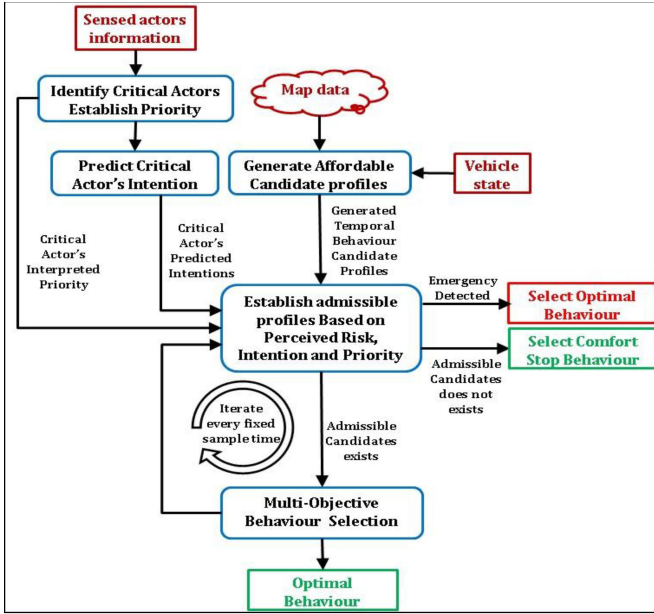 Sensed actors
information
Identify Critical Actors
Establish Priority
Map data
Predict Critical
Actor's Intention
Generate Affordable
Candidate profiles
Vehicle
state
Critical
Actor's
Interpreted
Priority
Critical
Actor's
Predicted
Intentions
Generated
Temporal
Behaviour
Candidate
Profiles
Emergency
Detected
Establish admissible
profiles Based on
Perceived Risk,
Intention and Priority
Select Optimal
Behaviour
Select Comfort
Stop Behaviour
Admissible
Candidates
does not
exists
Iterate
every fixed
sample time
Admissible
Candidates
exists
Multi-Objective
Behaviour Selection
Optimal
Behaviour